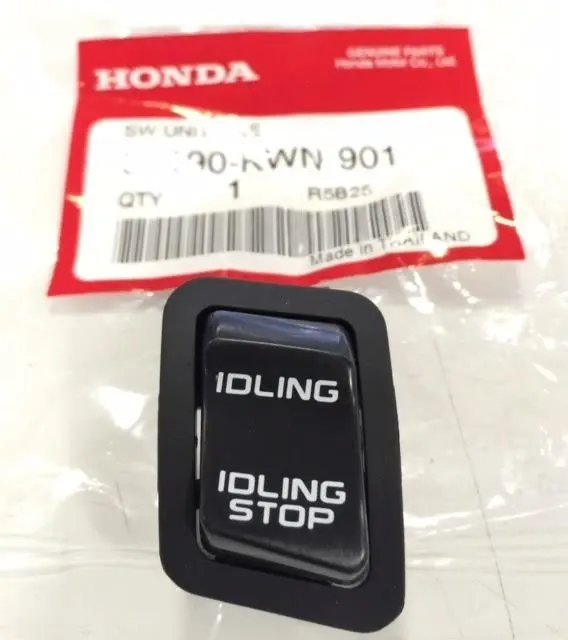 GENUINE PARTS
Honda Motor Co., Ltd.
HONDA
SW UNIT
90-KWN 901
QTY 1 R5B25
Made in THAILAND
IDLING
IDLING
STOP